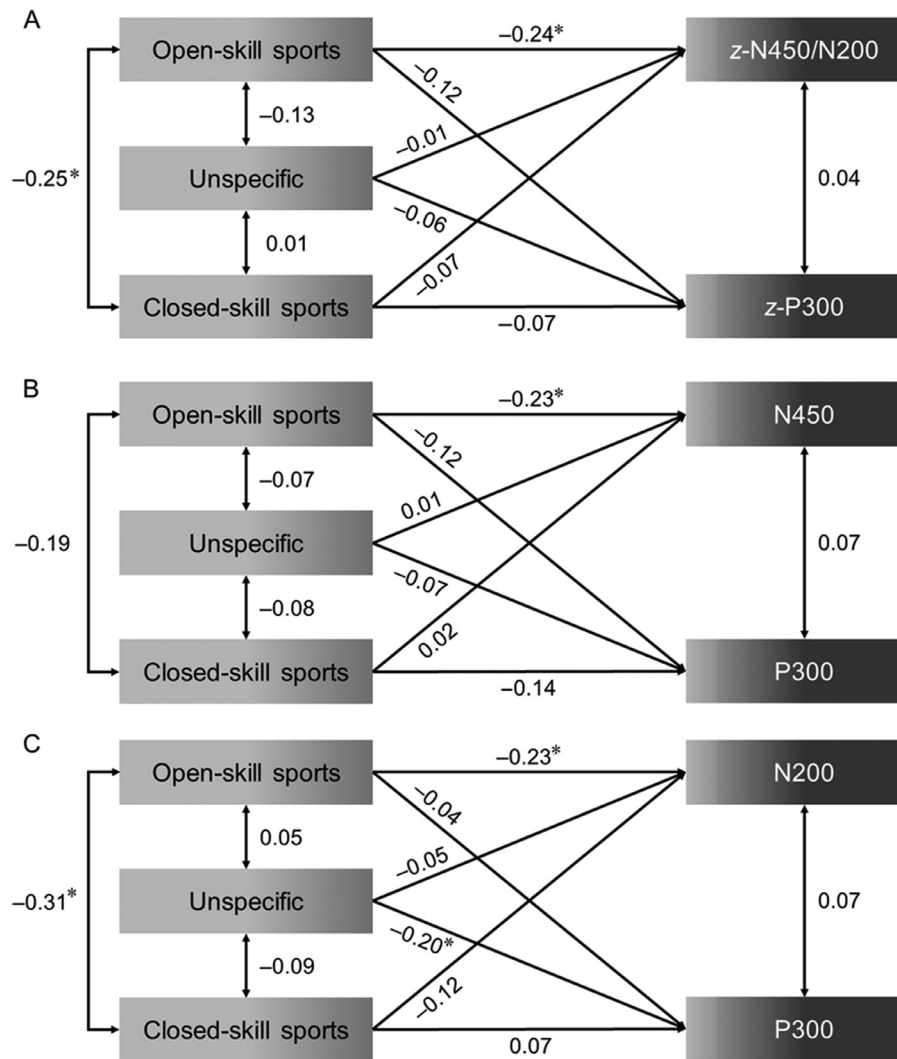 A
Open-skill sports
–0.24*
z-N450/N200
–0.12
–0.13
–0.01
–0.25*
Unspecific
0.04
–0.06
0.01
–0.07
Closed-skill sports
–0.07
z-P300
B
Open-skill sports
–0.23*
N450
–0.12
–0.07
0.01
–0.19
Unspecific
0.07
–0.07
–0.08
0.02
Closed-skill sports
–0.14
P300
C
Open-skill sports
–0.23*
N200
–0.04
0.05
–0.05
–0.31*
Unspecific
0.07
–0.20*
–0.09
–0.12
Closed-skill sports
0.07
P300